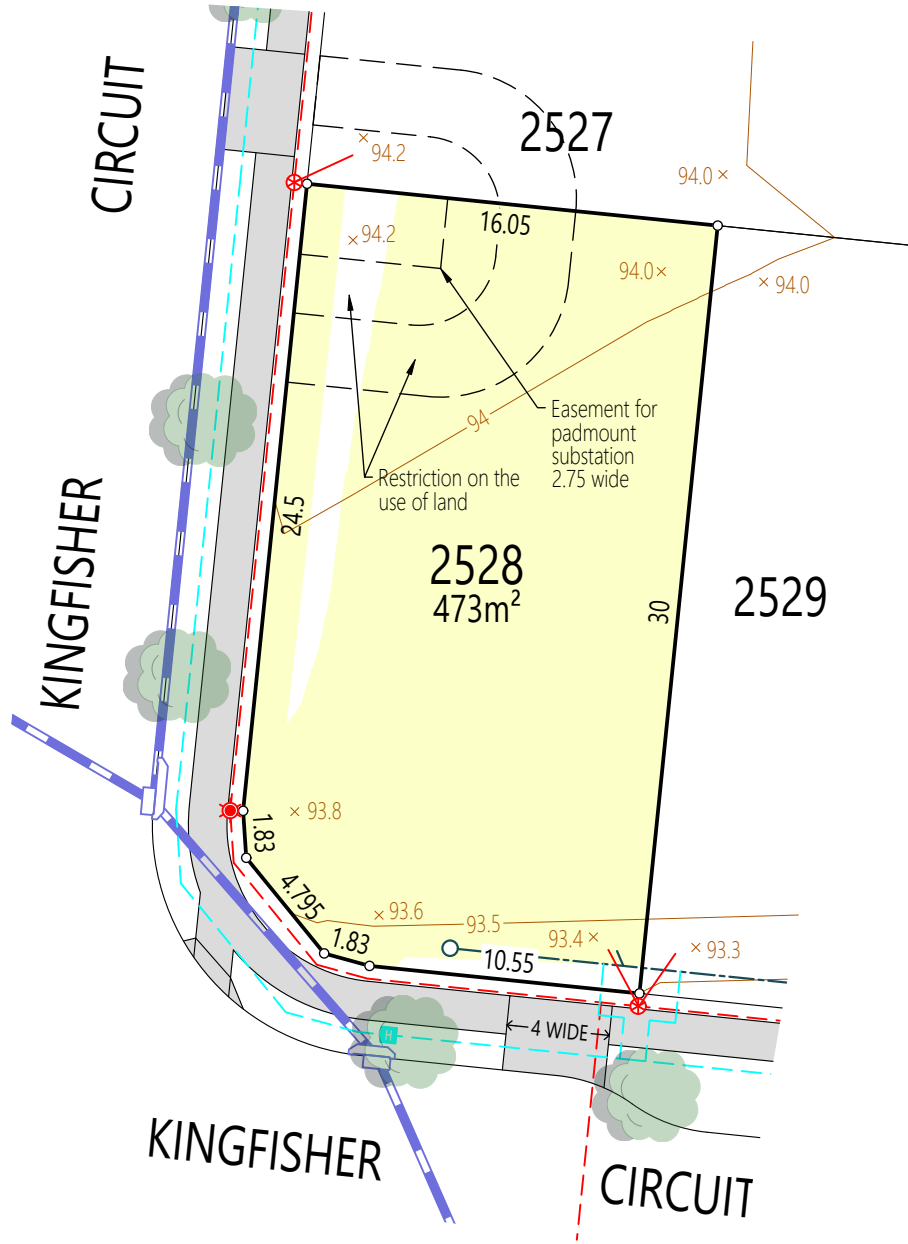 CIRCUIT
2527
× 94.2
94.0 ×
16.05
× 94.2
94.0 ×
× 94.0
Easement for
padmount
substation
2.75 wide
94
Restriction on the
use of land
24.5
KINGFISHER
2528
473m²
30
2529
× 93.8
1.83
4.795
× 93.6
93.5
93.4 ×
× 93.3
1.83
10.55
H
4 WIDE
KINGFISHER
CIRCUIT